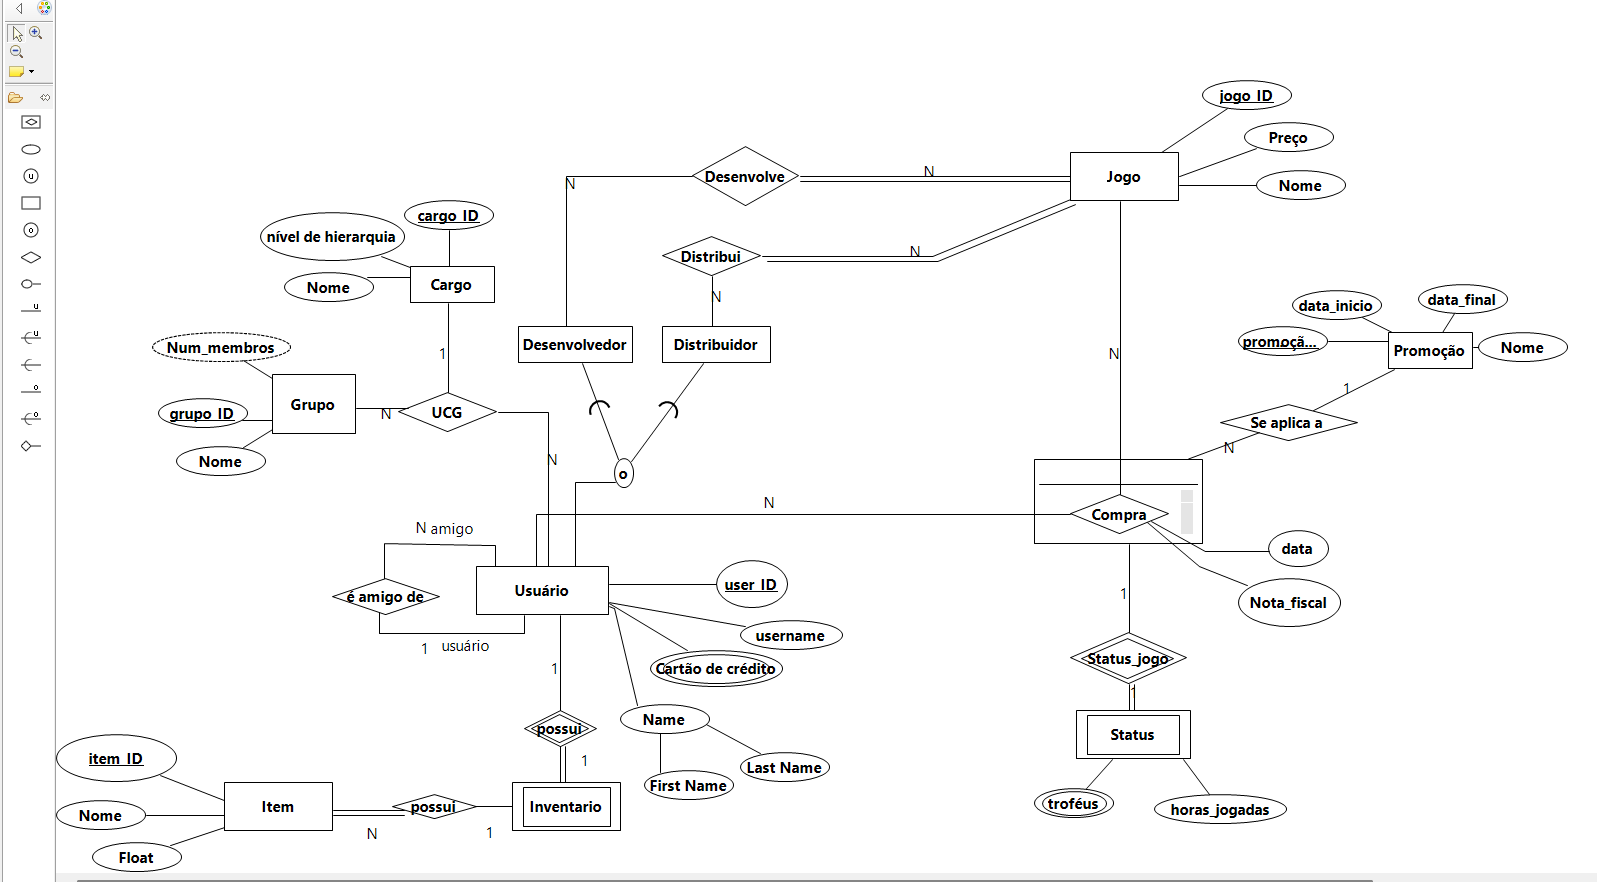 jogo_ID
Preço
Jogo
Nome
Desenvolve
N
N
cargo_ID
nível de hierarquia
Nome
Cargo
Distribui
N
N
data_inicio
data_final
promoçã...
Promoção
Nome
Num_membros
1
Desenvolvedor
Distribuidor
N
1
grupo_ID
Grupo
N
UCG
Se aplica a
N
Nome
N
o
N
Compra
N amigo
data
é amigo de
Usuário
user_ID
1
Nota_fiscal
1 usuário
username
1
Cartão de crédito
Status_jogo
1
Name
possui
1
Status
item_ID
Last Name
First Name
Item
possui
Inventario
Nome
N
1
troféus
horas_jogadas
Float
u
o
u
u
o
o